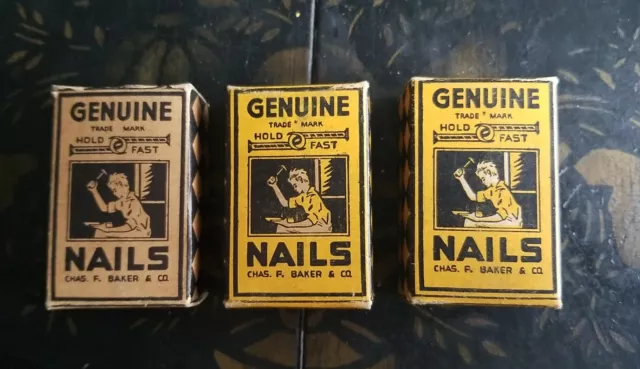 GENUINE
TRADE MARK
HOLD FAST
NAILS
CHAS. F. BAKER & CO.
GENUINE
TRADE MARK
HOLD FAST
NAILS
CHAS. F. BAKER & CO.
GENUINE
TRADE MARK
HOLD FAST
NAILS
CHAS. F. BAKER & CO.